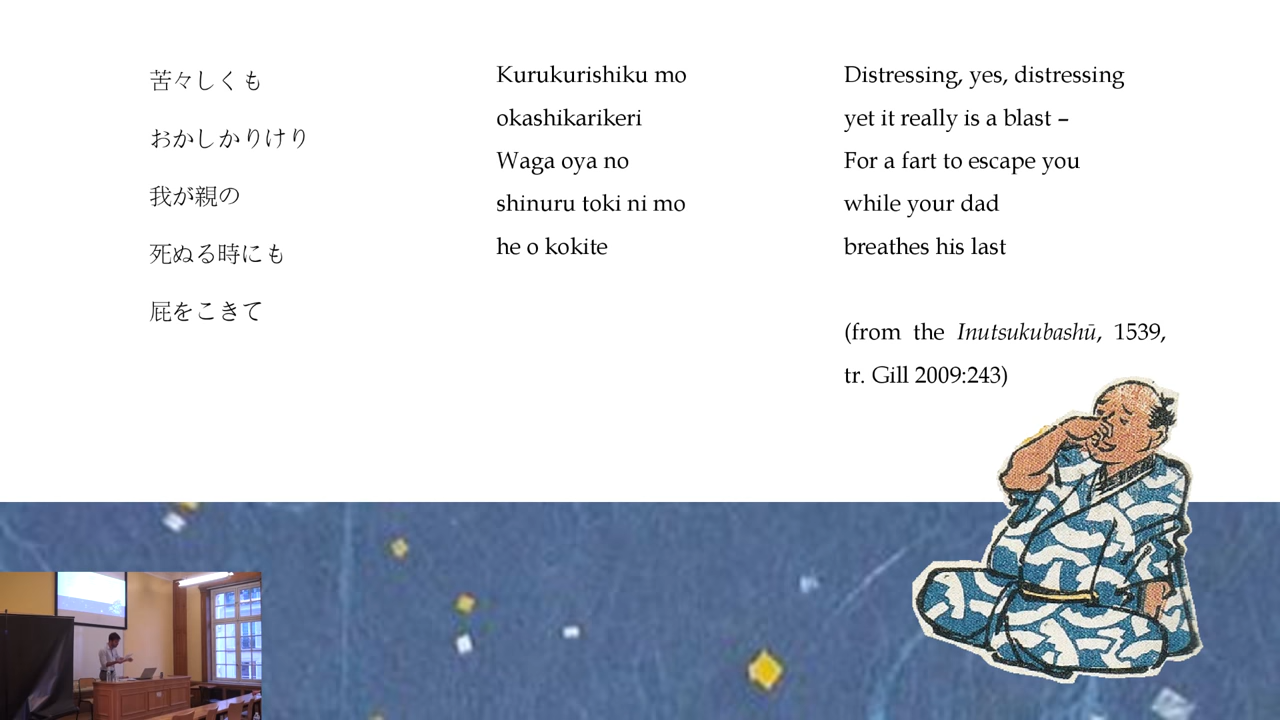 苦々しくも
おかしかりけり
我が親の
死ぬる時にも
屁をこきて
Kurukurishiku mo
okashikarikeri
Waga oya no
shinuru toki ni mo
he o kokite
Distressing, yes, distressing
yet it really is a blast –
For a fart to escape you
while your dad
breathes his last
(from the Inutsukubashū, 1539,
tr. Gill 2009:243)